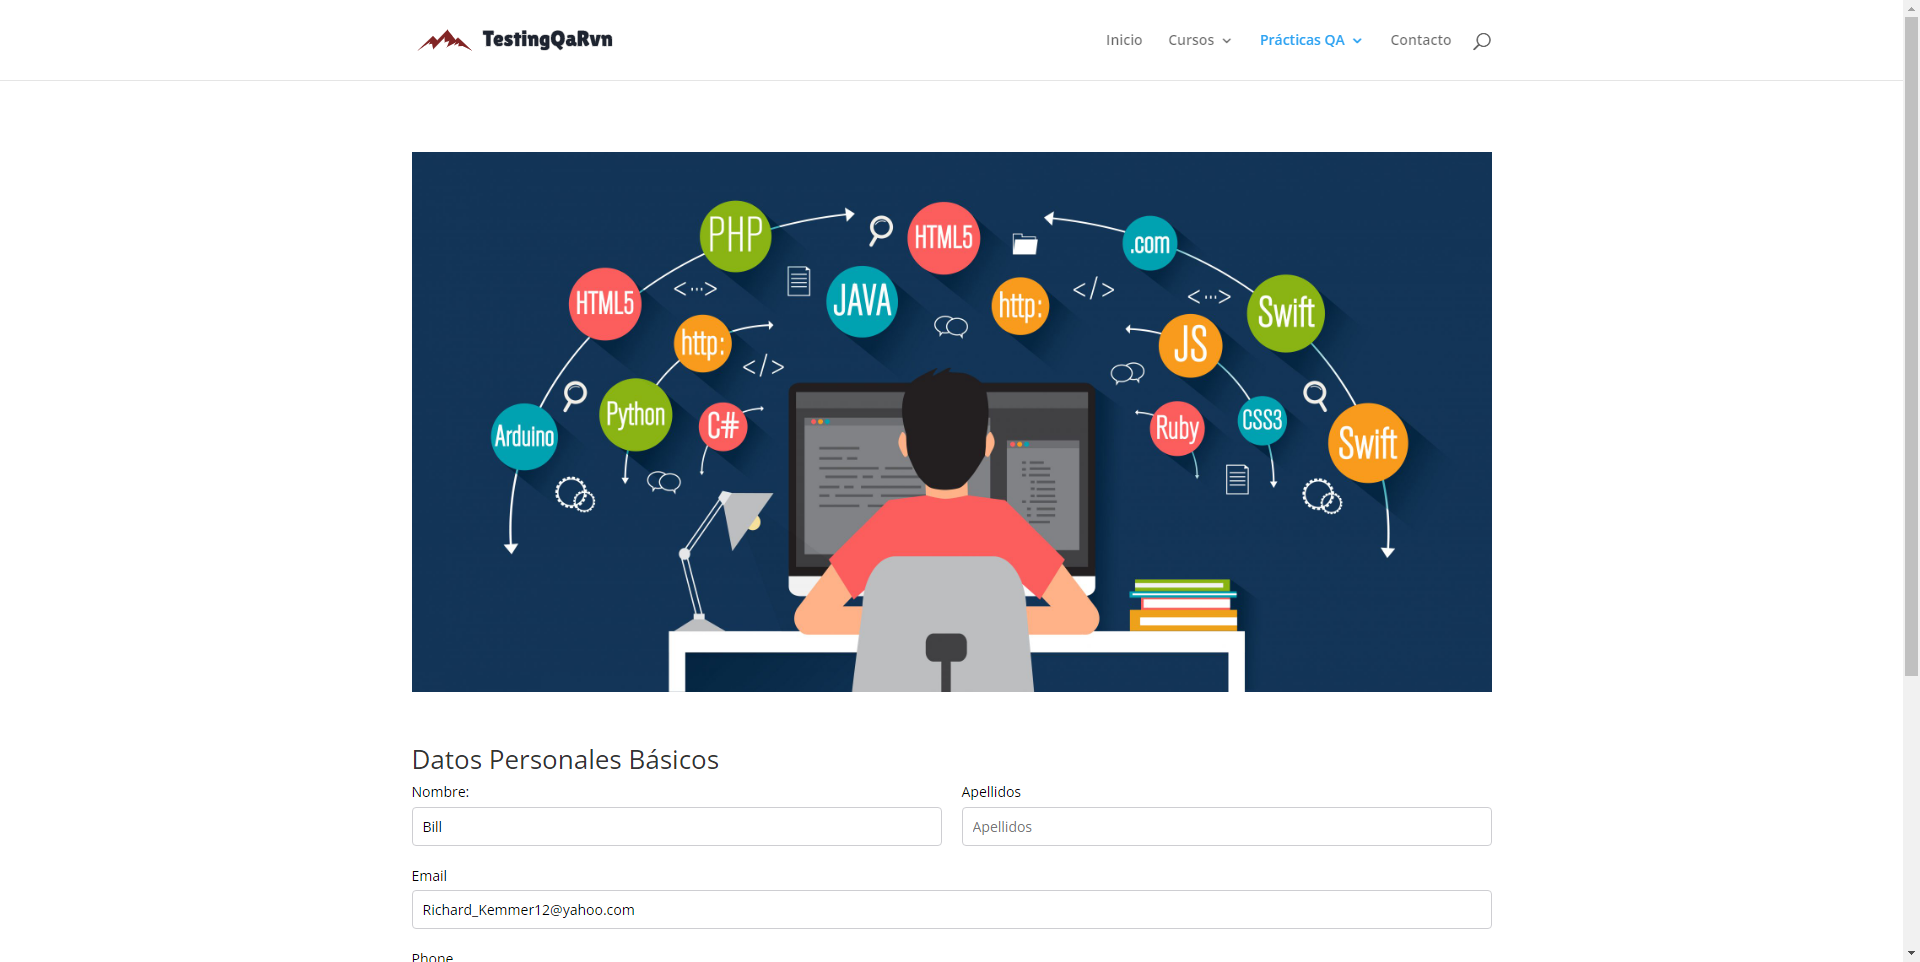 TestingQaRvn
Inicio
Cursos
Prácticas QA
Contacto
PHP
HTML5
.com
HTML5
JAVA
http:
Swift
http:
JS
Python
C#
Ruby
CSS3
Arduino
Swift
Datos Personales Básicos
Nombre:
Apellidos
Bill
Apellidos
Email
Richard_Kemmer12@yahoo.com
Phone